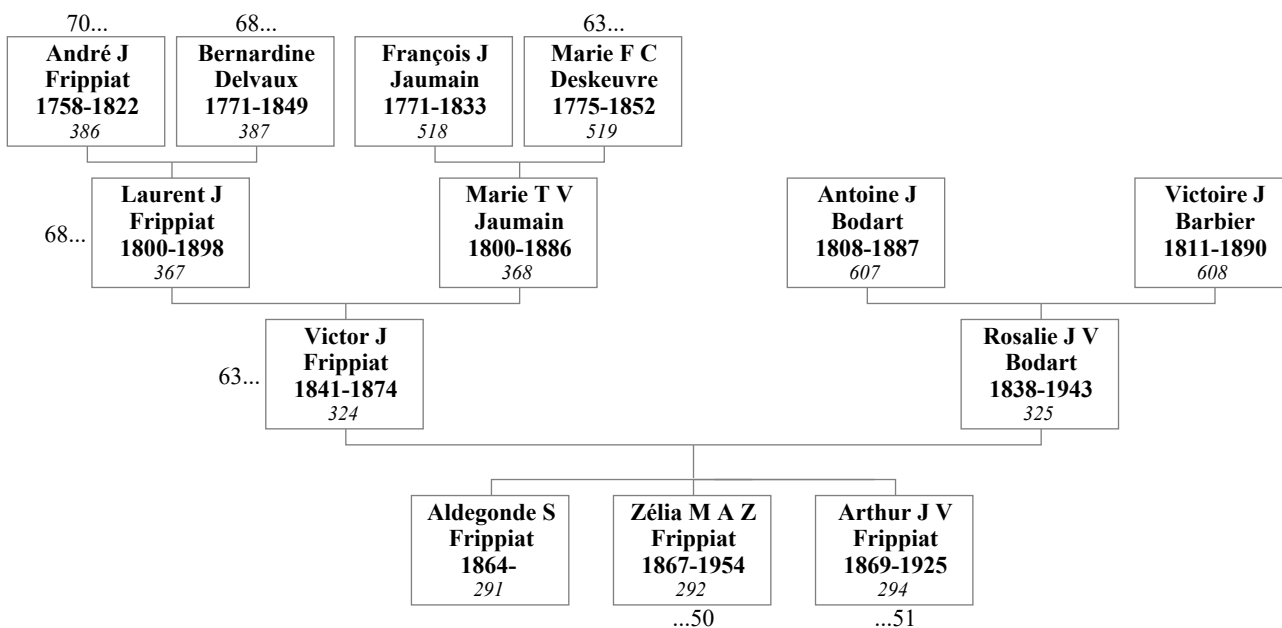 70...
André J
Frippiat
1758-1822
386
68...
Bernardine
Delvaux
1771-1849
387
François J
Jaumain
1771-1833
518
63...
Marie F C
Deskeuvre
1775-1852
519
68...
Laurent J
Frippiat
1800-1898
367
Marie T V
Jaumain
1800-1886
368
Antoine J
Bodart
1808-1887
607
Victoire J
Barbier
1811-1890
608
63...
Victor J
Frippiat
1841-1874
324
Rosalie J V
Bodart
1838-1943
325
Aldegonde S
Frippiat
1864-
291
Zélia M A Z
Frippiat
1867-1954
292
...50
Arthur J V
Frippiat
1869-1925
294
...51